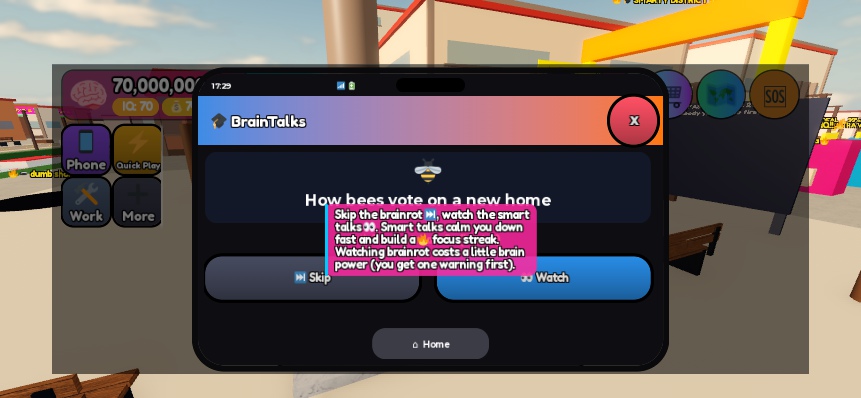 SMARTY DISTRICT
17:29
70,000,00
IQ: 70
BrainTalks
X
SOS
Phone
Quick Play
How bees vote on a new home
Skip the brainrot ⏭, watch the smart
talks👀. Smart talks calm you down
fast and build a 🔥 focus streak.
Watching brainrot costs a little brain
power (you get one warning first).
Work
More
Skip
Watch
Home